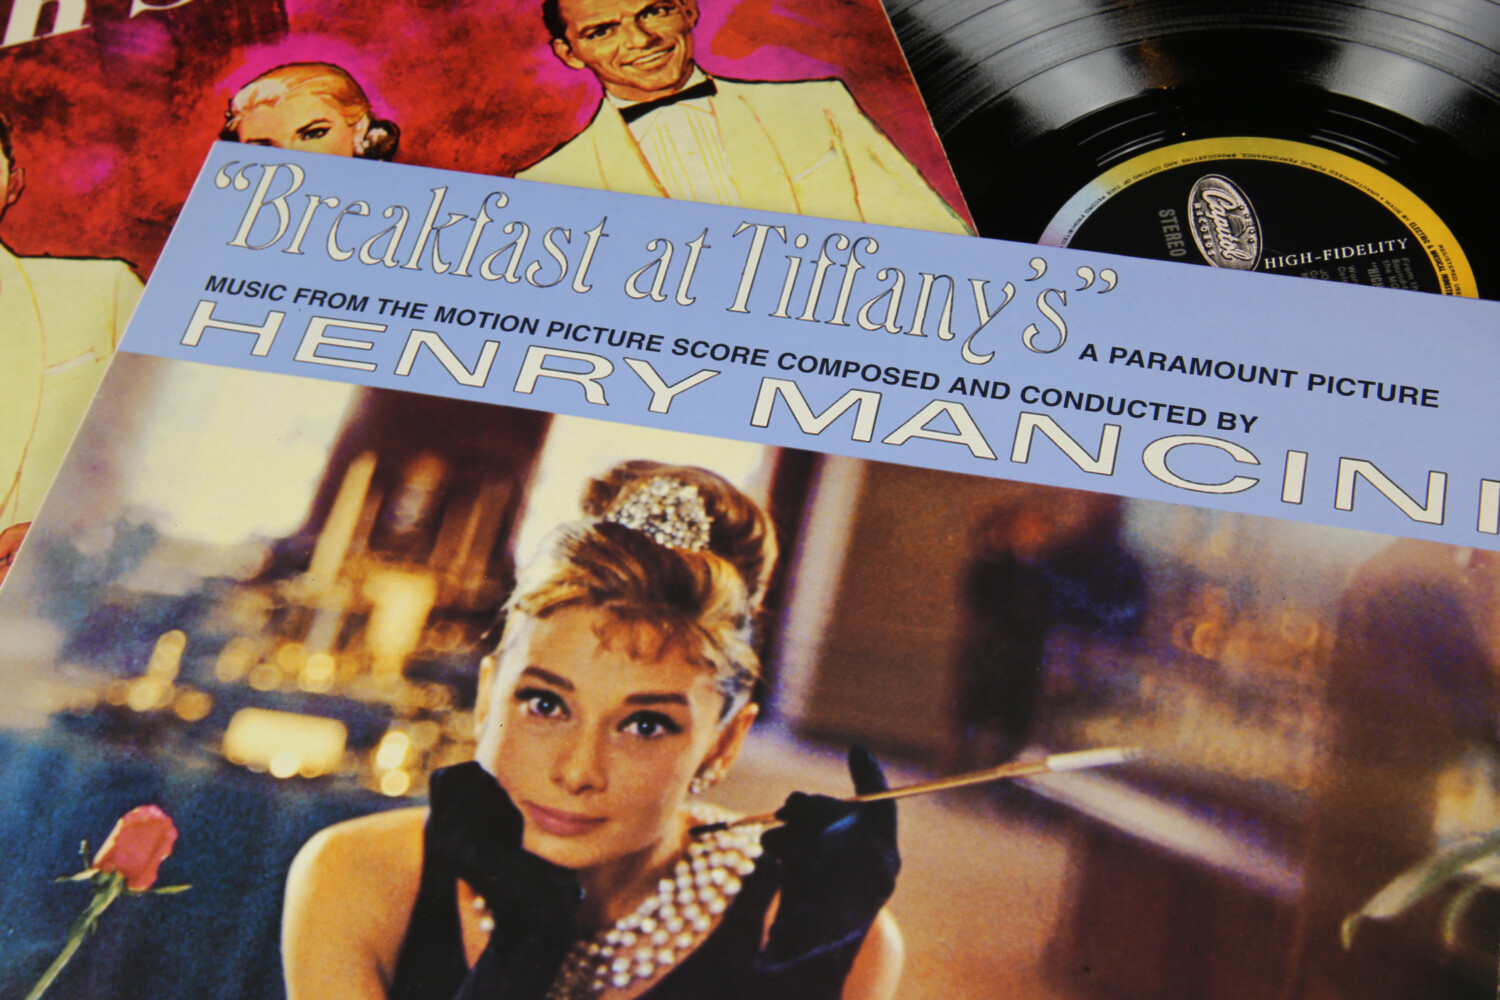 "Breakfast at Tiffany's"
A PARAMOUNT PICTURE
MUSIC FROM THE MOTION PICTURE SCORE COMPOSED AND CONDUCTED BY
HENRY MANCINI
STEREO
Capitol
RECORDS
HIGH-FIDELITY